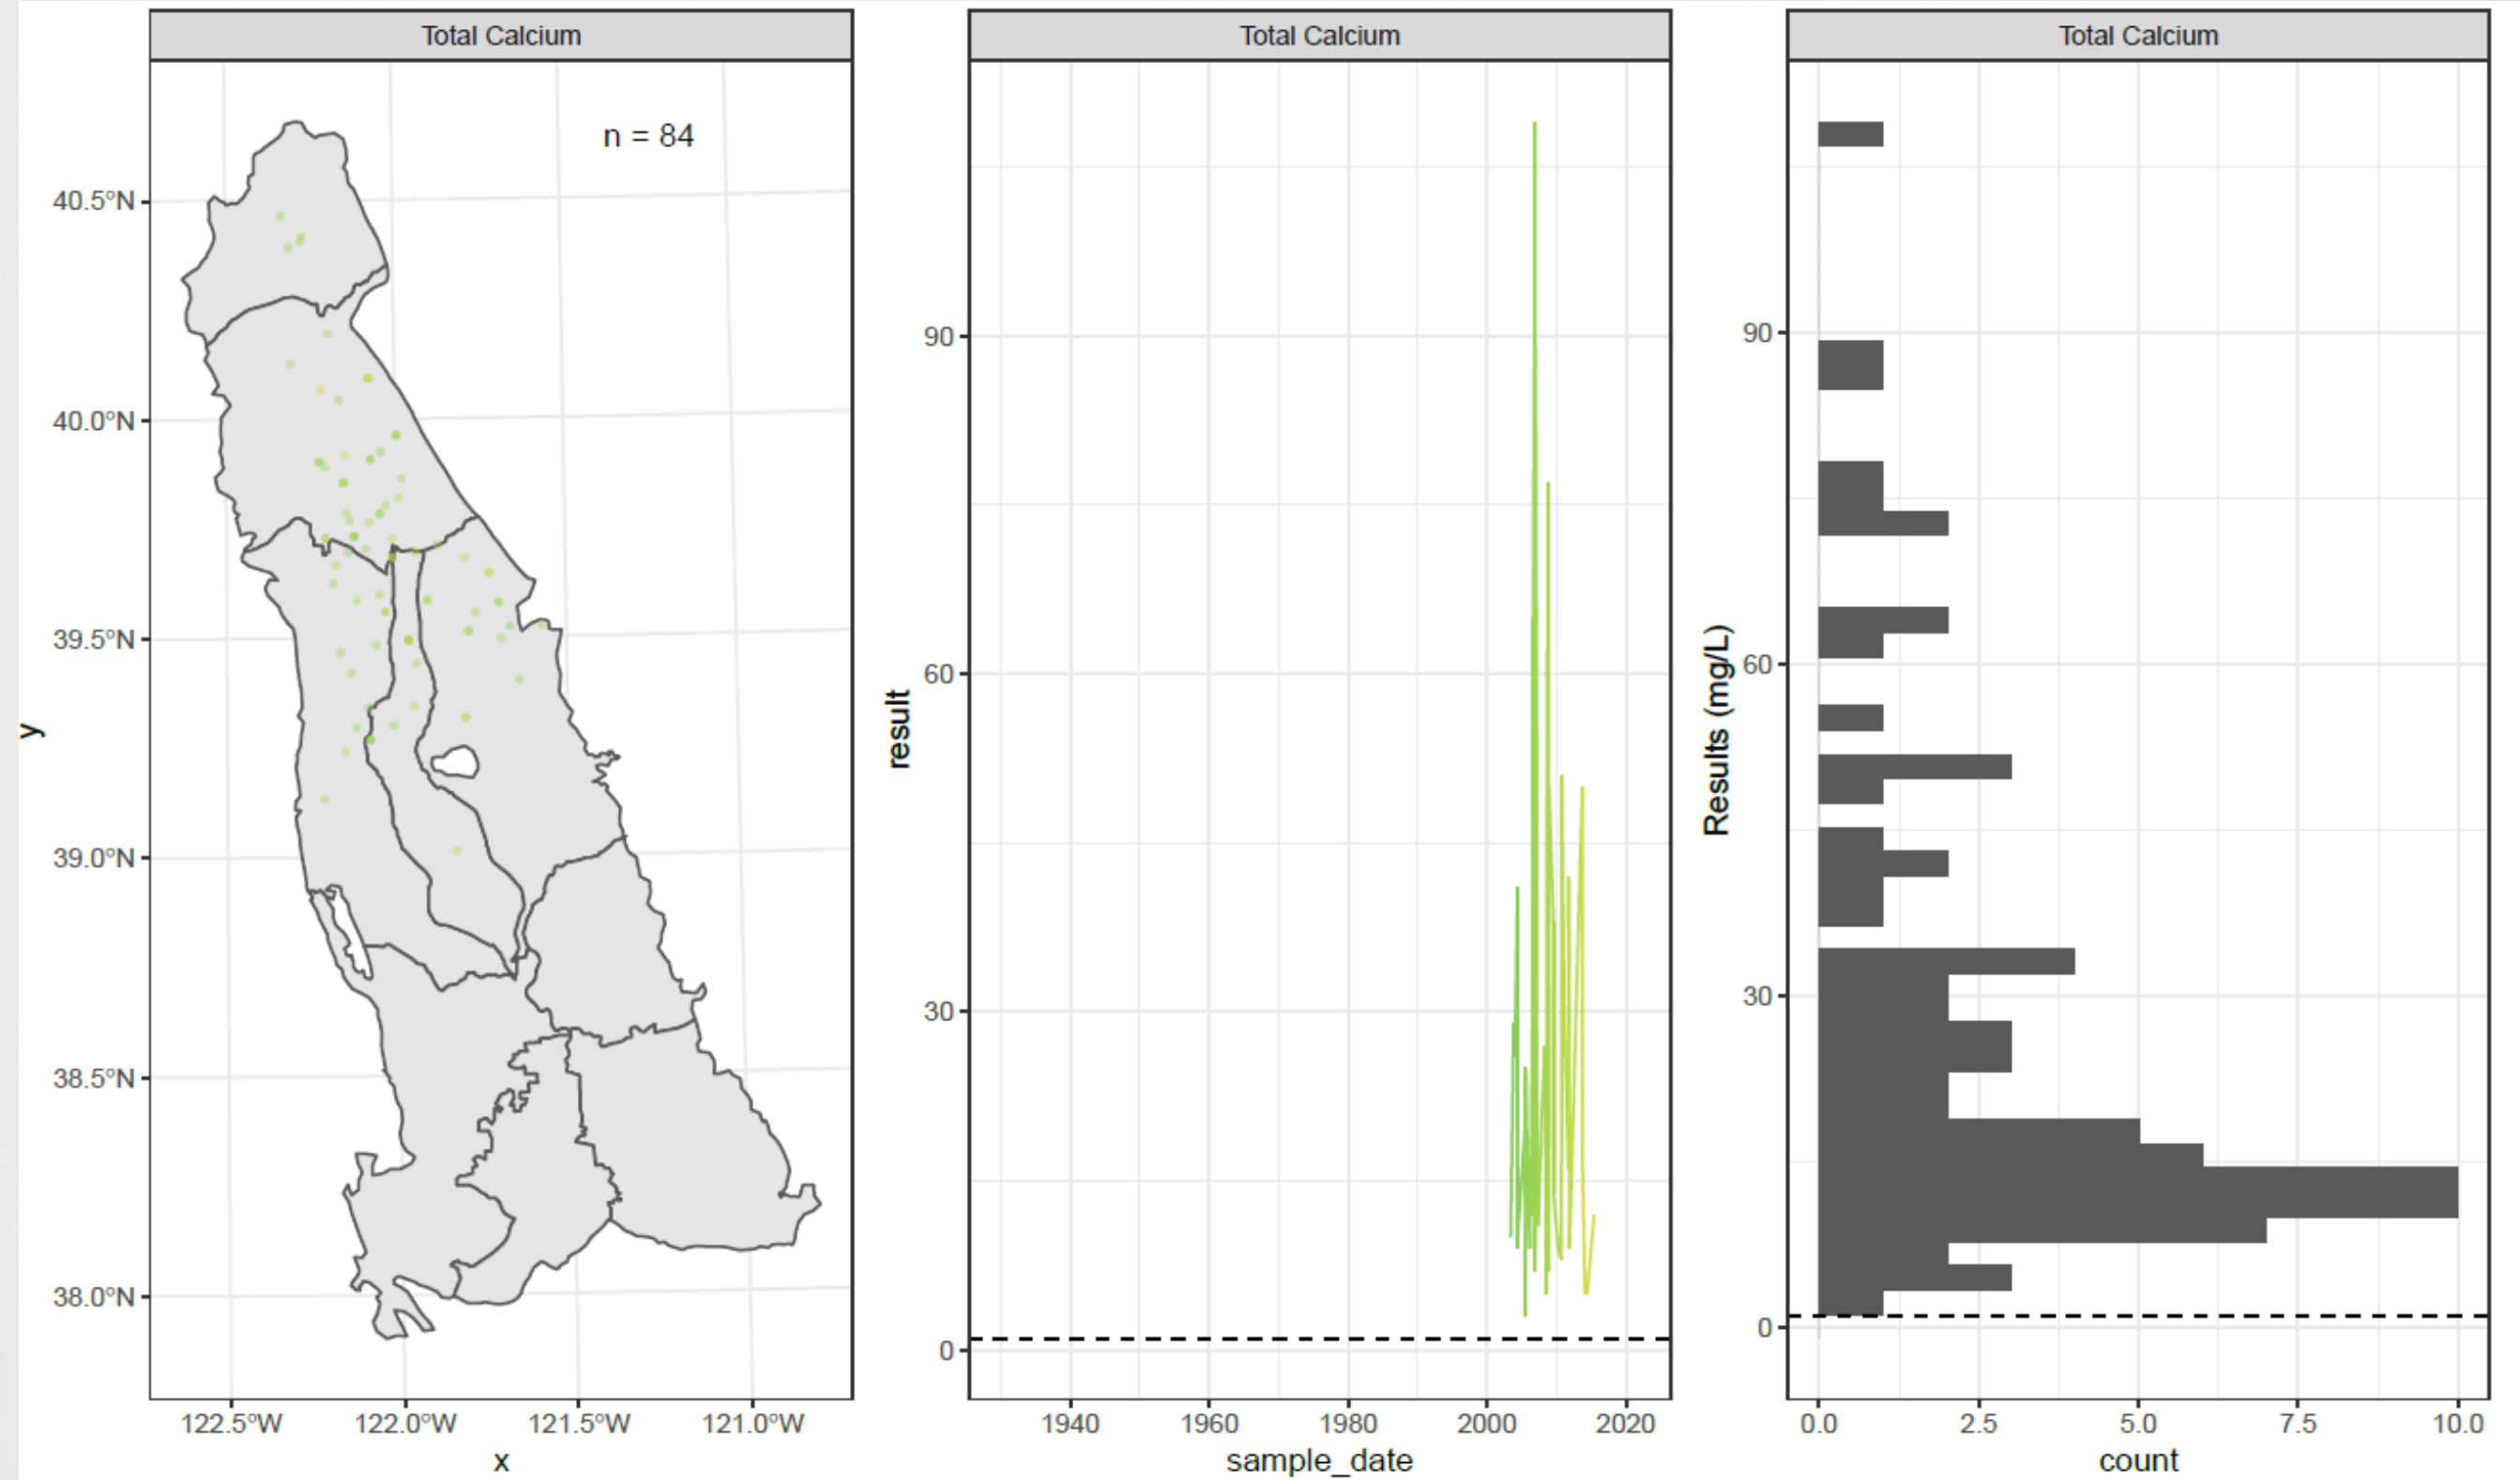 Total Calcium
n = 84
40.5°N
40.0°N
39.5°N
39.0°N
38.5°N
38.0°N
y
122.5°W 122.0°W 121.5°W 121.0°W
x
Total Calcium
90
60
30
0
result
1940 1960 1980 2000 2020
sample_date
Total Calcium
90
60
30
0
Results (mg/L)
0.0 2.5 5.0 7.5 10.0
count